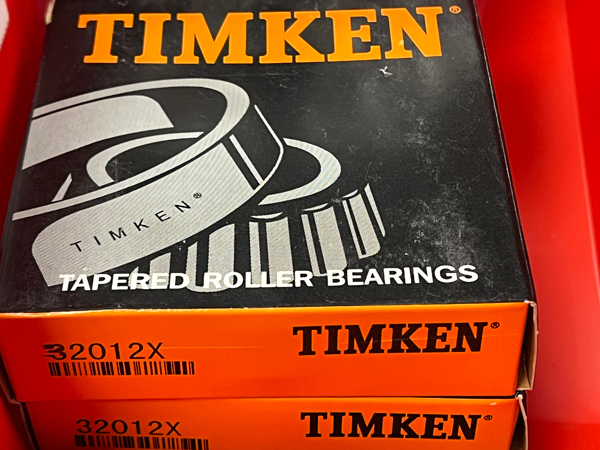 TIMKEN®
TIMKEN®
TAPERED ROLLER BEARINGS
32012X TIMKEN®
32012X TIMKEN®